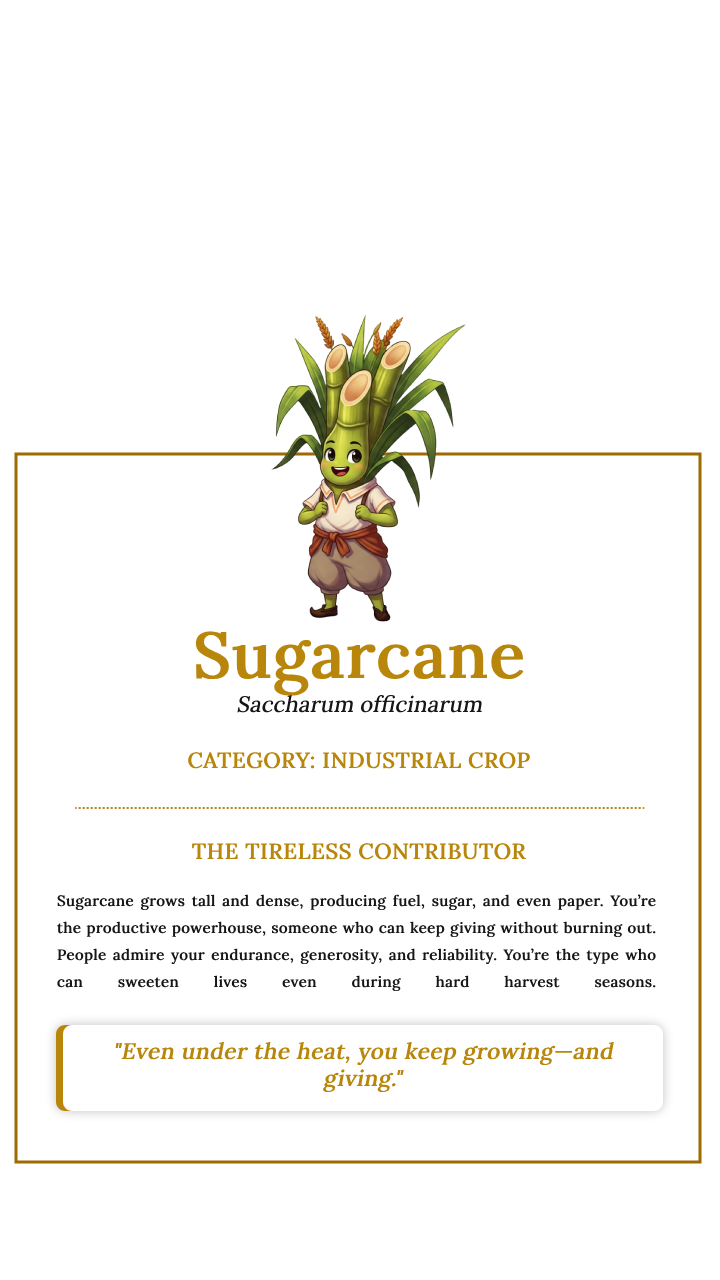 Sugarcane
Saccharum officinarum
CATEGORY: INDUSTRIAL CROP
THE TIRELESS CONTRIBUTOR
Sugarcane grows tall and dense, producing fuel, sugar, and even paper. You’re
the productive powerhouse, someone who can keep giving without burning out.
People admire your endurance, generosity, and reliability. You’re the type who
can sweeten lives even during hard harvest seasons.
"Even under the heat, you keep growing—and
giving."